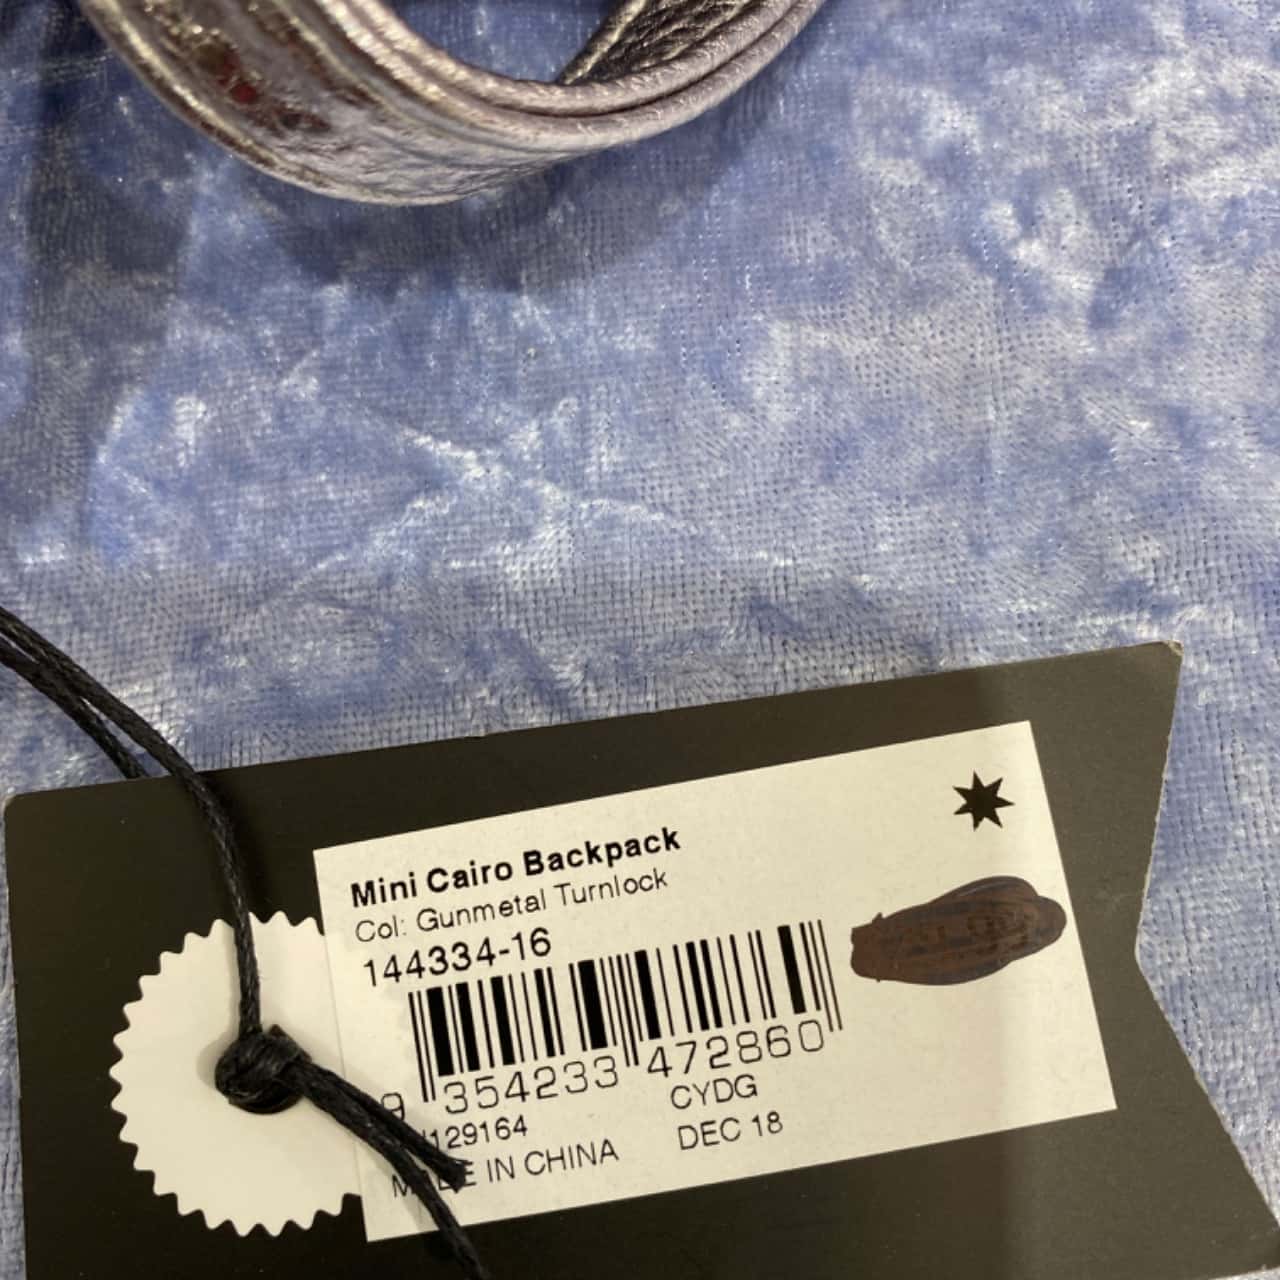 Mini Cairo Backpack
Col: Gunmetal Turnlock
144334-16
9 354233 472860
129164
CYDG
IN CHINA
DEC 18